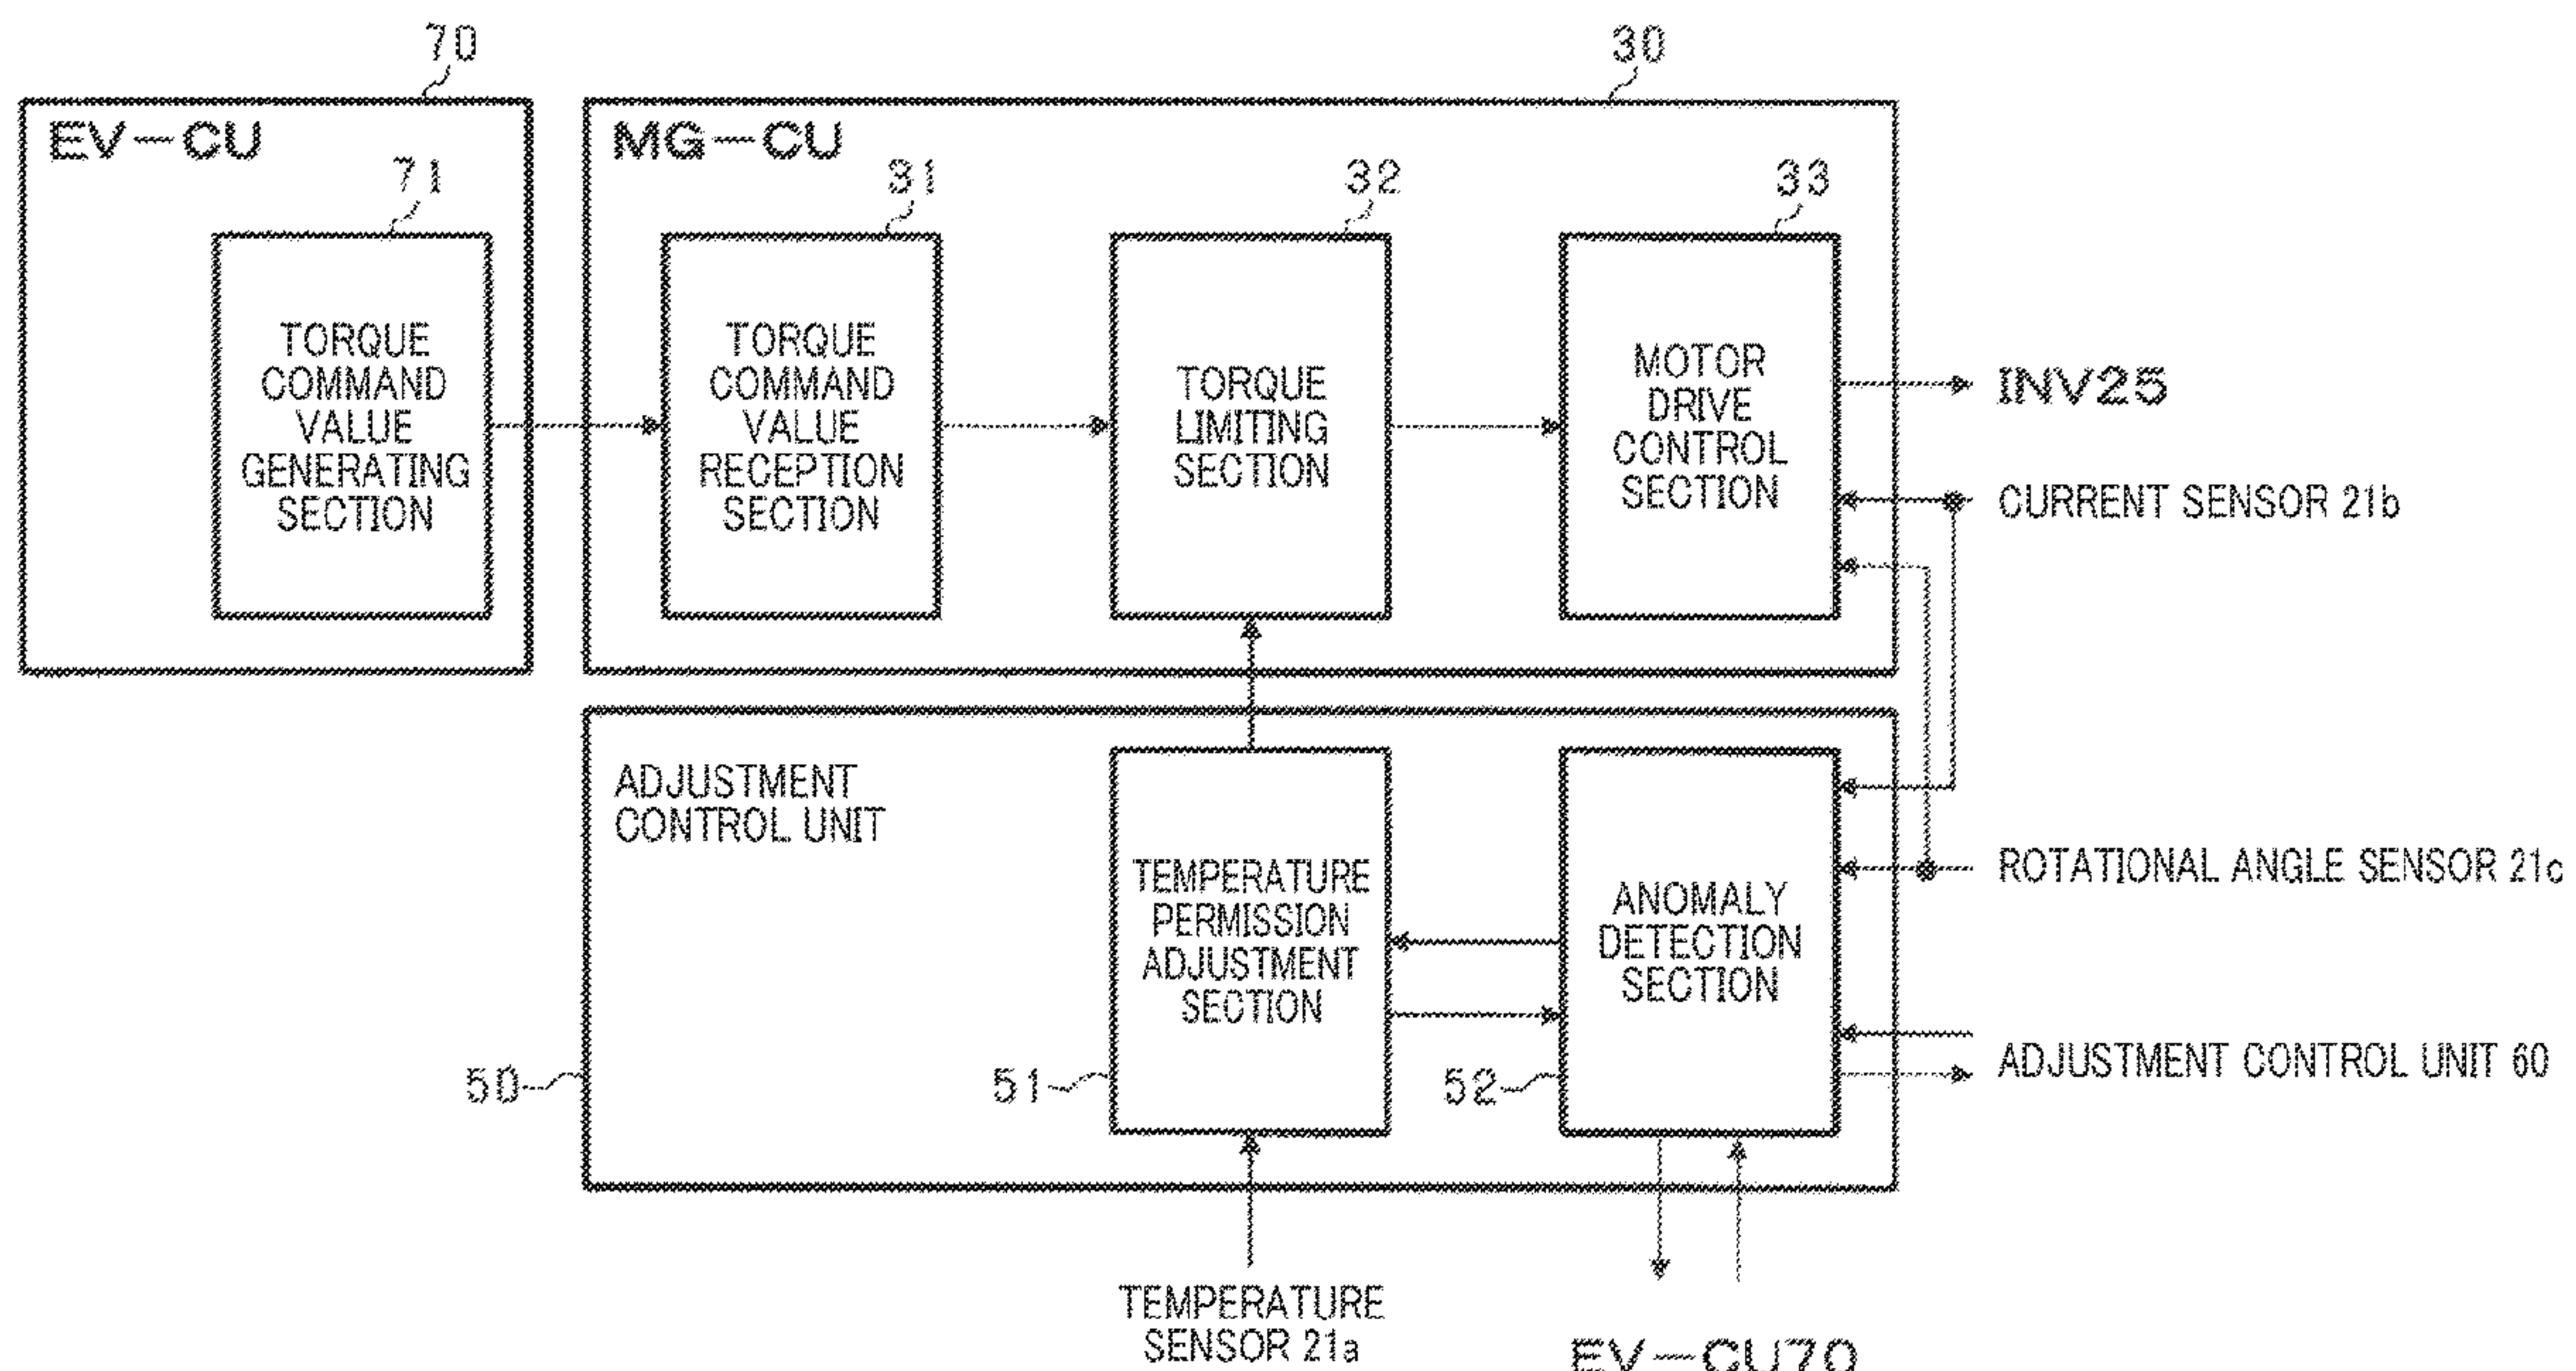 70
30
EV-CU
MG-CU
71
31
32
33
TORQUE
COMMAND
VALUE
GENERATING
SECTION
TORQUE
COMMAND
VALUE
RECEPTION
SECTION
TORQUE
LIMITING
SECTION
MOTOR
DRIVE
CONTROL
SECTION
INV25
CURRENT SENSOR 21b
ADJUSTMENT
CONTROL UNIT
TEMPERATURE
PERMISSION
ADJUSTMENT
SECTION
ANOMALY
DETECTION
SECTION
ROTATIONAL ANGLE SENSOR 21c
ADJUSTMENT CONTROL UNIT 60
50
51
52
TEMPERATURE
SENSOR 21a
EV-CU70